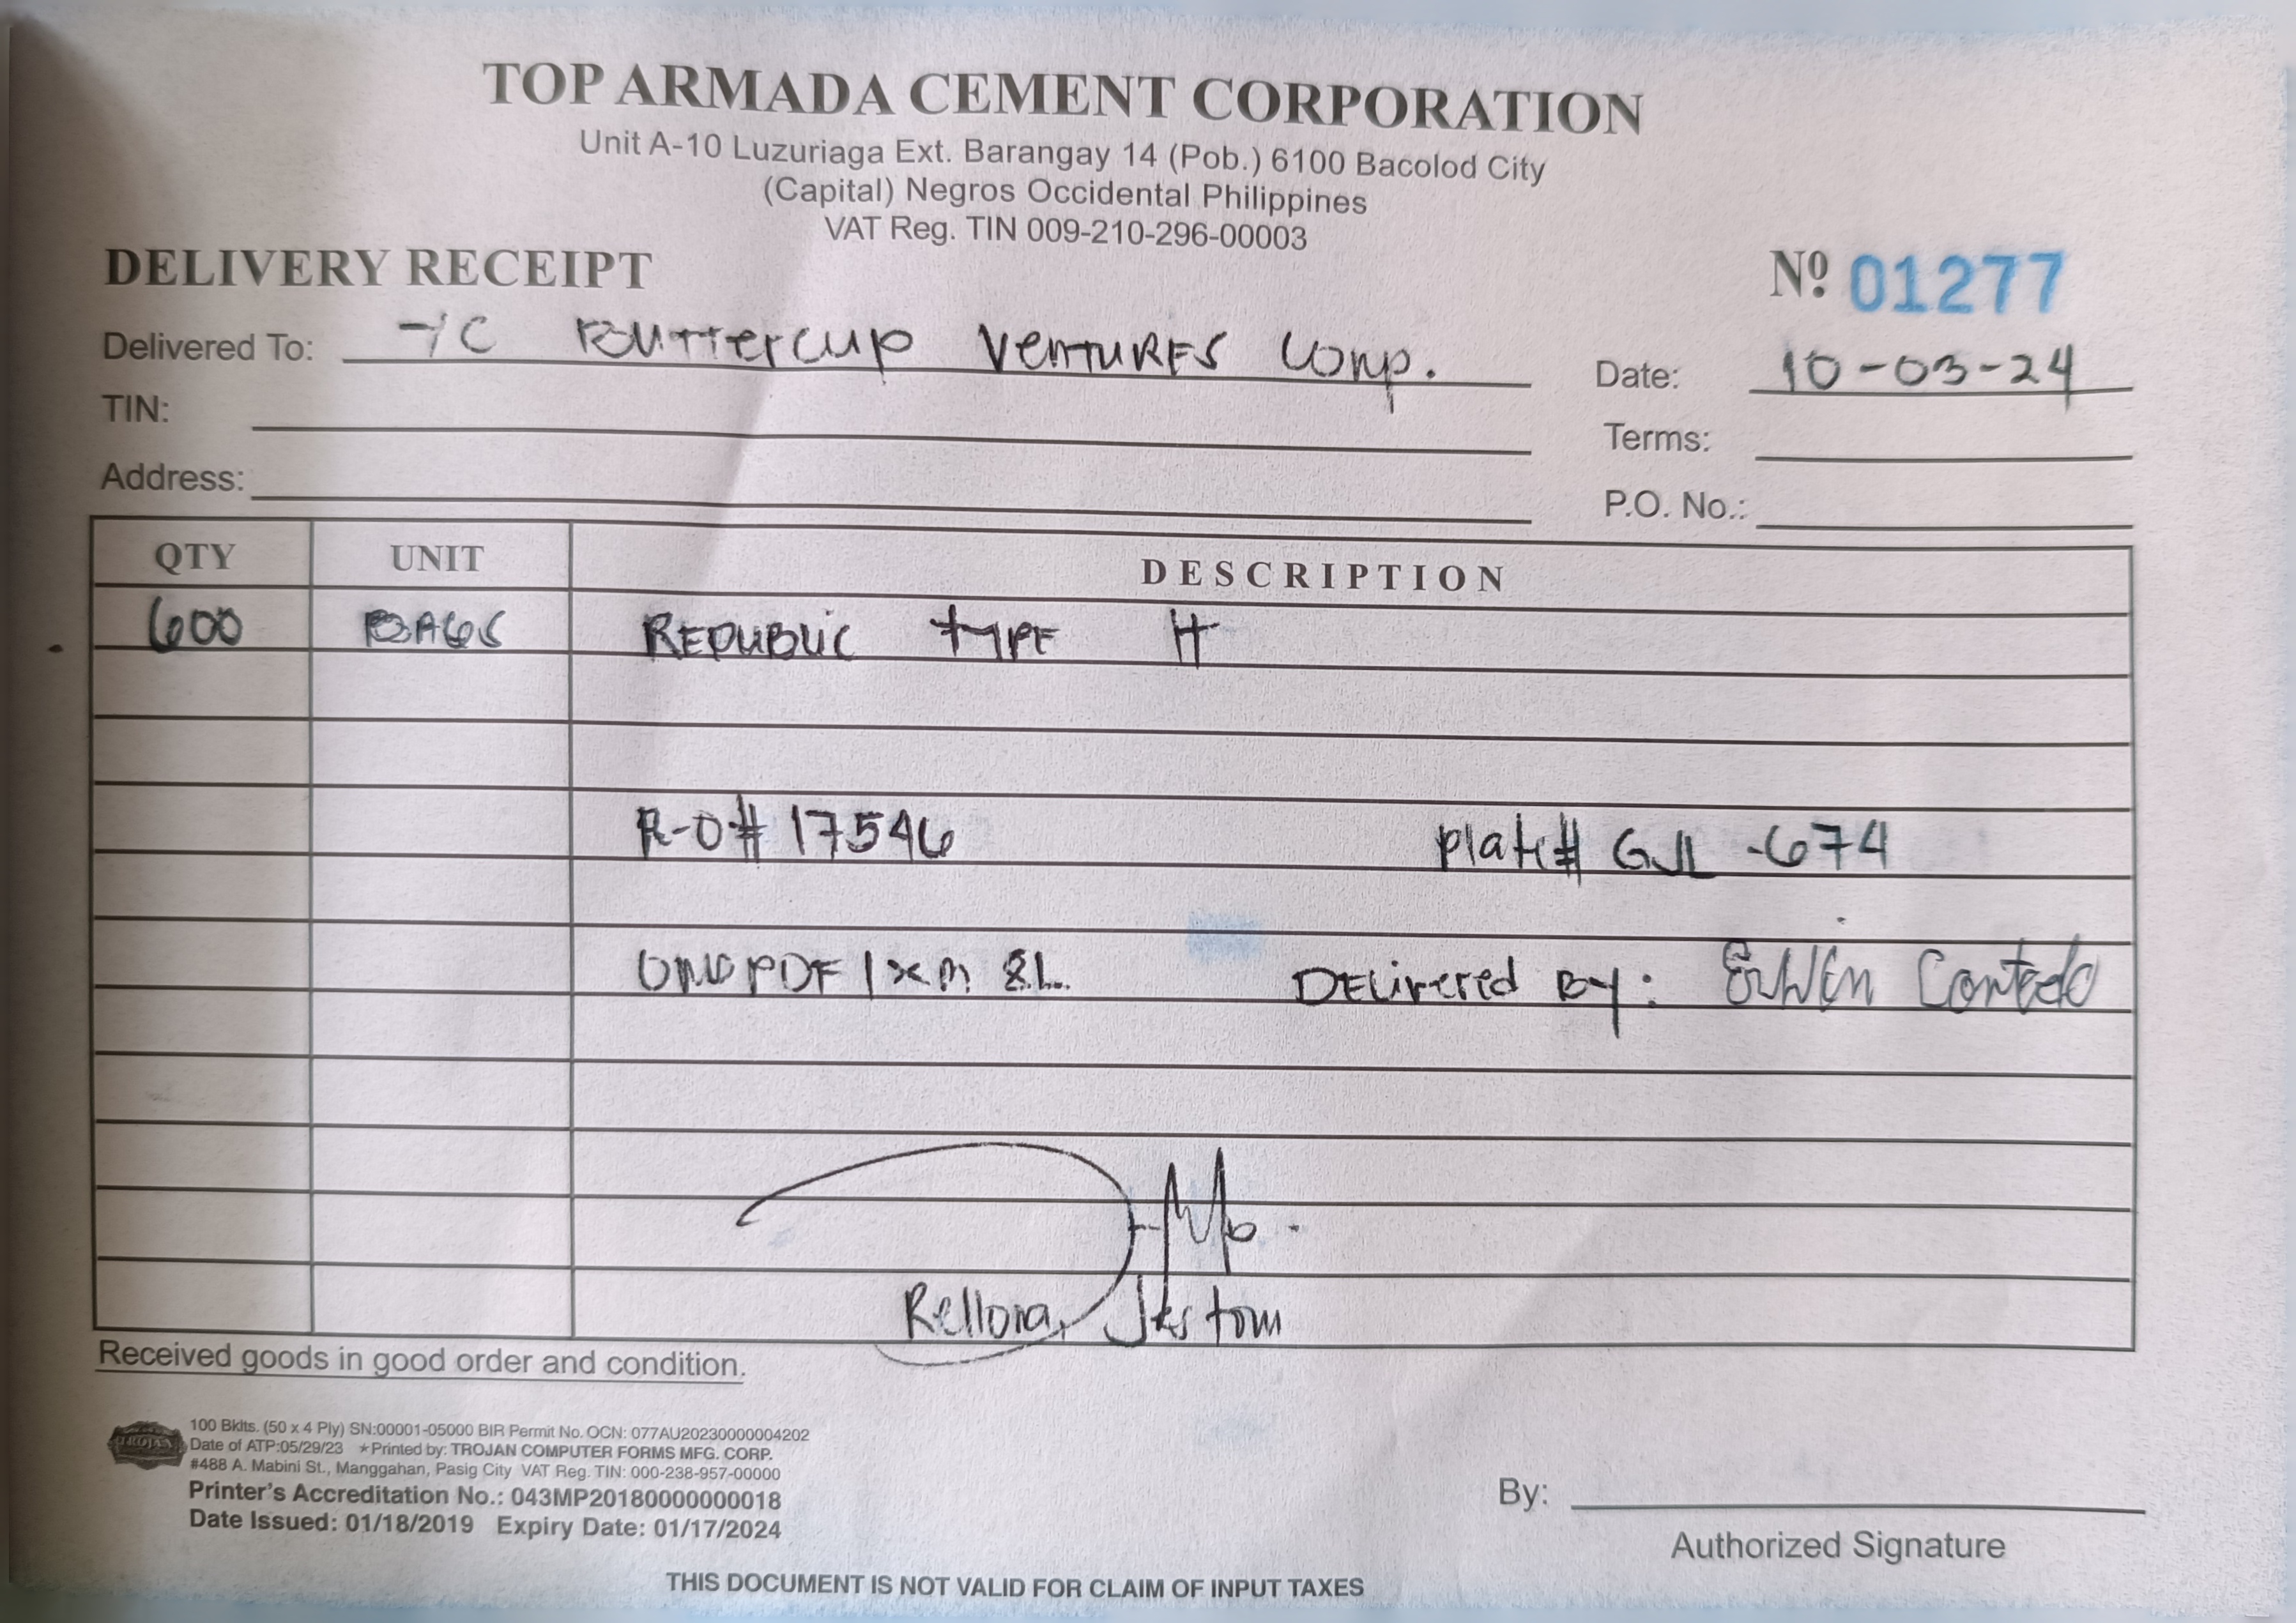 TOP ARMADA CEMENT CORPORATION
Unit A-10 Luzuriaga Ext. Barangay 14 (Pob.) 6100 Bacolod City
(Capital) Negros Occidental Philippines
VAT Reg. TIN 009-210-296-00003
DELIVERY RECEIPT
Nº 01277
Delivered To: Buttercup Ventures Corp.
Date: 10-03-24
TIN:
Terms:
Address:
P.O. No.:
QTY UNIT DESCRIPTION
600 BAGS REPUBLIC TYPE
R-O# 17546 Plate# GJL-674
Delivered By: Erwin
Rellora, Jestom
Received goods in good order and condition.
TROJAN
100 Bklts. (50 x 4 Ply) SN:00001-05000 BIR Permit No. OCN: 077AU20230000004202
Date of ATP:05/29/23 ★Printed by: TROJAN COMPUTER FORMS MFG. CORP.
#488 A. Mabini St., Manggahan, Pasig City VAT Reg. TIN: 000-238-957-00000
Printer's Accreditation No.: 043MP20180000000018
Date Issued: 01/18/2019 Expiry Date: 01/17/2024
By:
Authorized Signature
THIS DOCUMENT IS NOT VALID FOR CLAIM OF INPUT TAXES